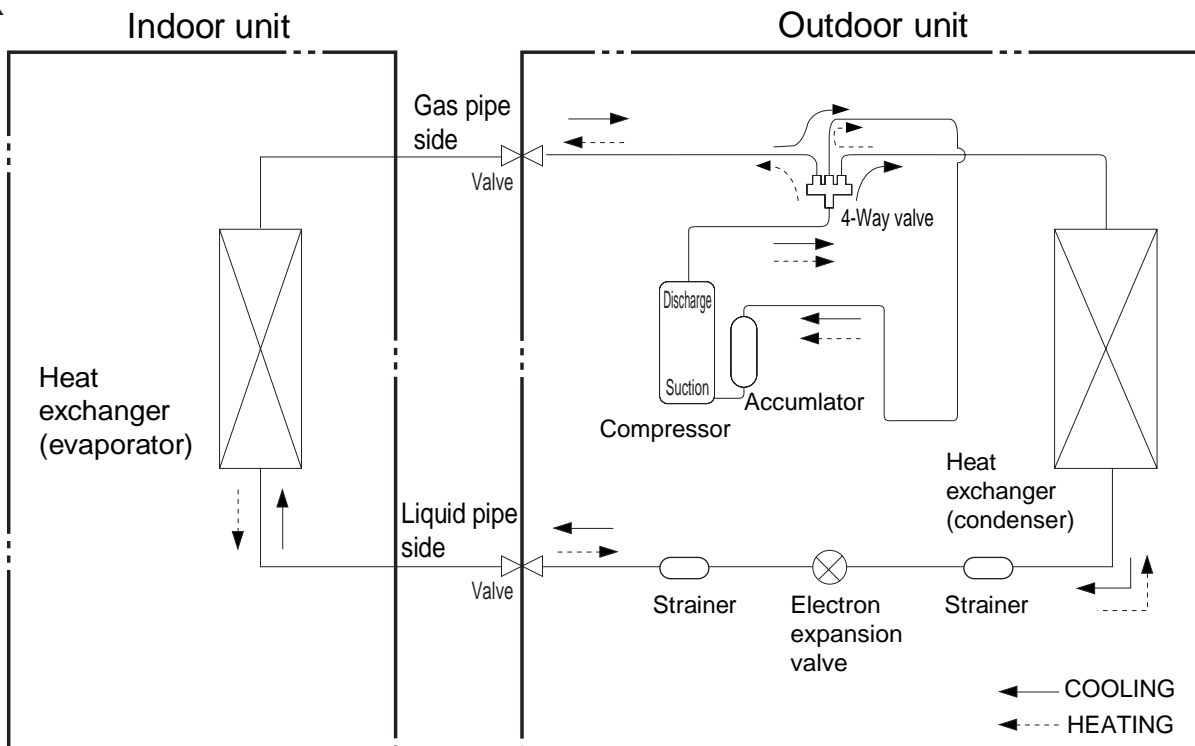 Indoor unit
Outdoor unit
Gas pipe
side
Valve
4-Way valve
Discharge
Suction
Compressor
Accumlator
Heat
exchanger
(evaporator)
Heat
exchanger
(condenser)
Liquid pipe
side
Valve
Strainer
Electron
expansion
valve
Strainer
COOLING
HEATING